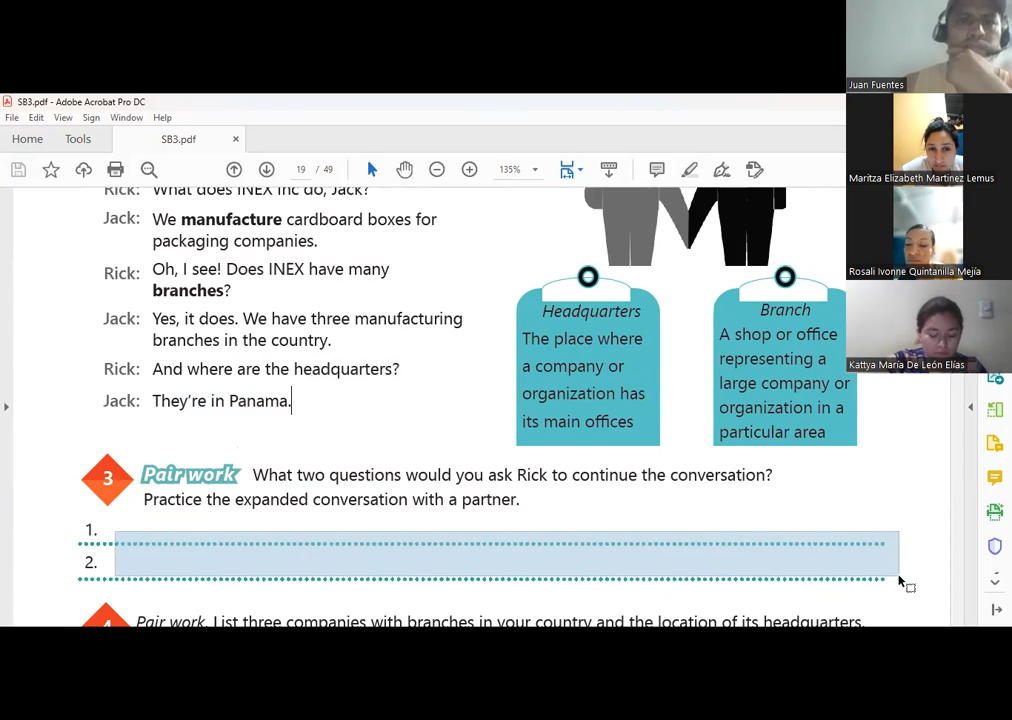 SB3.pdf - Adobe Acrobat Pro DC
File Edit View Sign Window Help
Home Tools SB3.pdf ×
19 / 49 135%
Rick: What does INEX Inc do, Jack?
Jack: We manufacture cardboard boxes for
packaging companies.
Rick: Oh, I see! Does INEX have many
branches?
Jack: Yes, it does. We have three manufacturing
branches in the country.
Rick: And where are the headquarters?
Jack: They're in Panama.
Headquarters
The place where
a company or
organization has
its main offices
Branch
A shop or office
representing a
large company or
organization in a
particular area
3 Pair work What two questions would you ask Rick to continue the conversation?
Practice the expanded conversation with a partner.
1.
2.
4 Pair work. List three companies with branches in your country and the location of its headquarters.
Juan Fuentes
Maritza Elizabeth Martinez Lemus
Rosali Ivonne Quintanilla Mejía
Kattya María De León Elías